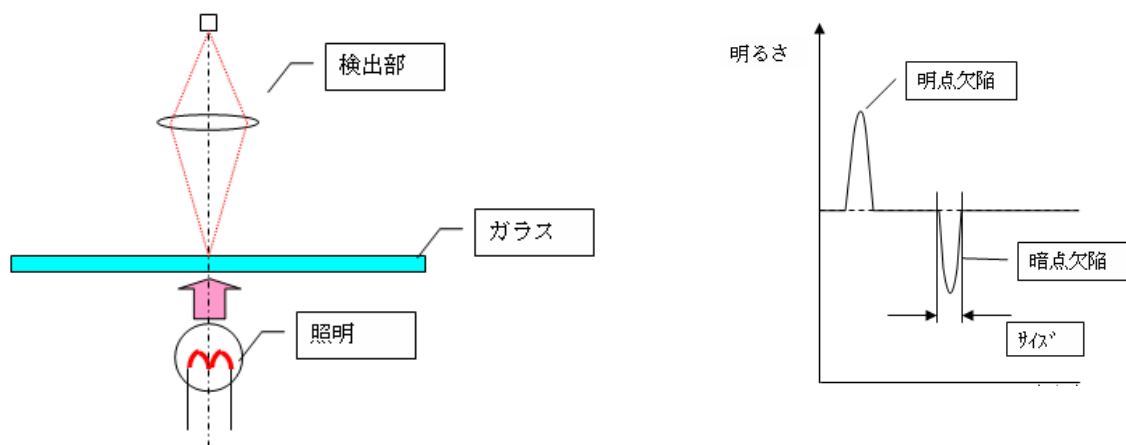 検出部
ガラス
照明
明るさ
明点欠陥
暗点欠陥
ｻｲｽﾞ